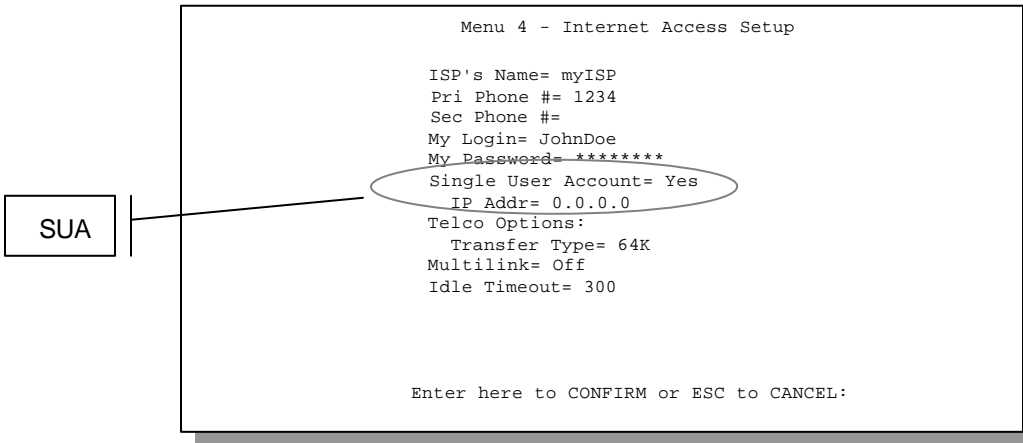 Menu 4 - Internet Access Setup
ISP's Name= myISP
Pri Phone #= 1234
Sec Phone #=
My Login= JohnDoe
My Password= ********
Single User Account= Yes
IP Addr= 0.0.0.0
Telco Options:
Transfer Type= 64K
Multilink= Off
Idle Timeout= 300
Enter here to CONFIRM or ESC to CANCEL:
SUA